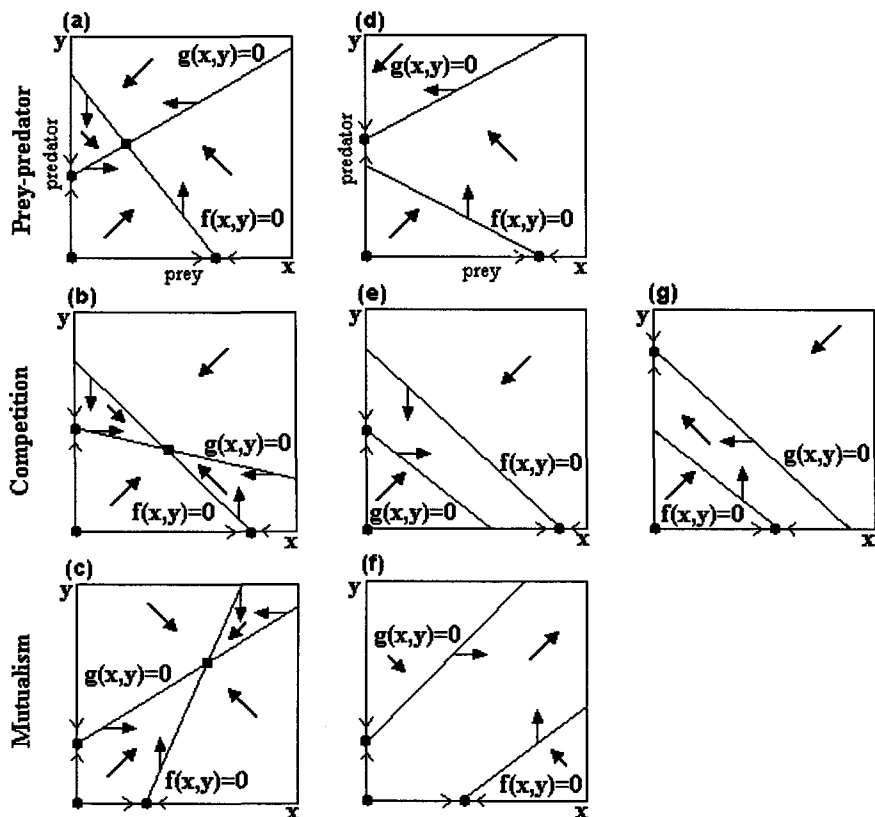 (a)
y
g(x,y)=0
predator
f(x,y)=0
prey
x
Prey-predator
(d)
y
g(x,y)=0
predator
f(x,y)=0
prey
x
(b)
y
g(x,y)=0
f(x,y)=0
x
Competition
(e)
y
f(x,y)=0
g(x,y)=0
x
(g)
y
g(x,y)=0
f(x,y)=0
x
(c)
y
g(x,y)=0
f(x,y)=0
x
Mutualism
(f)
y
g(x,y)=0
f(x,y)=0
x